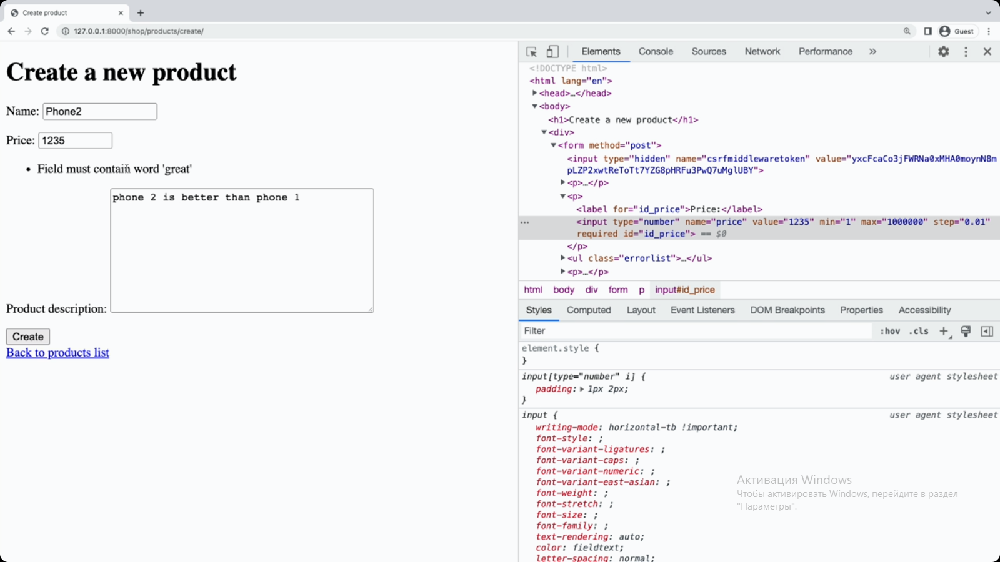 Create product
127.0.0.1:8000/shop/products/create/
Guest
Create a new product
Name: Phone2
Price: 1235
• Field must contain word 'great'
phone 2 is better than phone 1
Product description:
Create
Back to products list
Elements Console Sources Network Performance »
<!DOCTYPE html>
<html lang="en">
<head>…</head>
<body>
<h1>Create a new product</h1>
<div>
<form method="post">
<input type="hidden" name="csrfmiddlewaretoken" value="yxcFcaCo3jFWRNa0xMHA0moynN8m
pLZP2xwtReToTt7YZG8pHRFu3PwQ7uMglUBY">
<p>…</p>
<p>
<label for="id_price">Price:</label>
<input type="number" name="price" value="1235" min="1" max="1000000" step="0.01"
required id="id_price"> == $0
</p>
<ul class="errorlist">…</ul>
<p>…</p>
html body div form p input#id_price
Styles Computed Layout Event Listeners DOM Breakpoints Properties Accessibility
Filter :hov .cls +
element.style {
}
input[type="number" i] { user agent stylesheet
padding: 1px 2px;
}
input { user agent stylesheet
writing-mode: horizontal-tb !important;
font-style: ;
font-variant-ligatures: ;
font-variant-caps: ;
font-variant-numeric: ;
font-variant-east-asian: ;
font-weight: ;
font-stretch: ;
font-size: ;
font-family: ;
text-rendering: auto;
color: fieldtext;
letter-spacing: normal;
Активация Windows
Чтобы активировать Windows, перейдите в раздел
"Параметры".